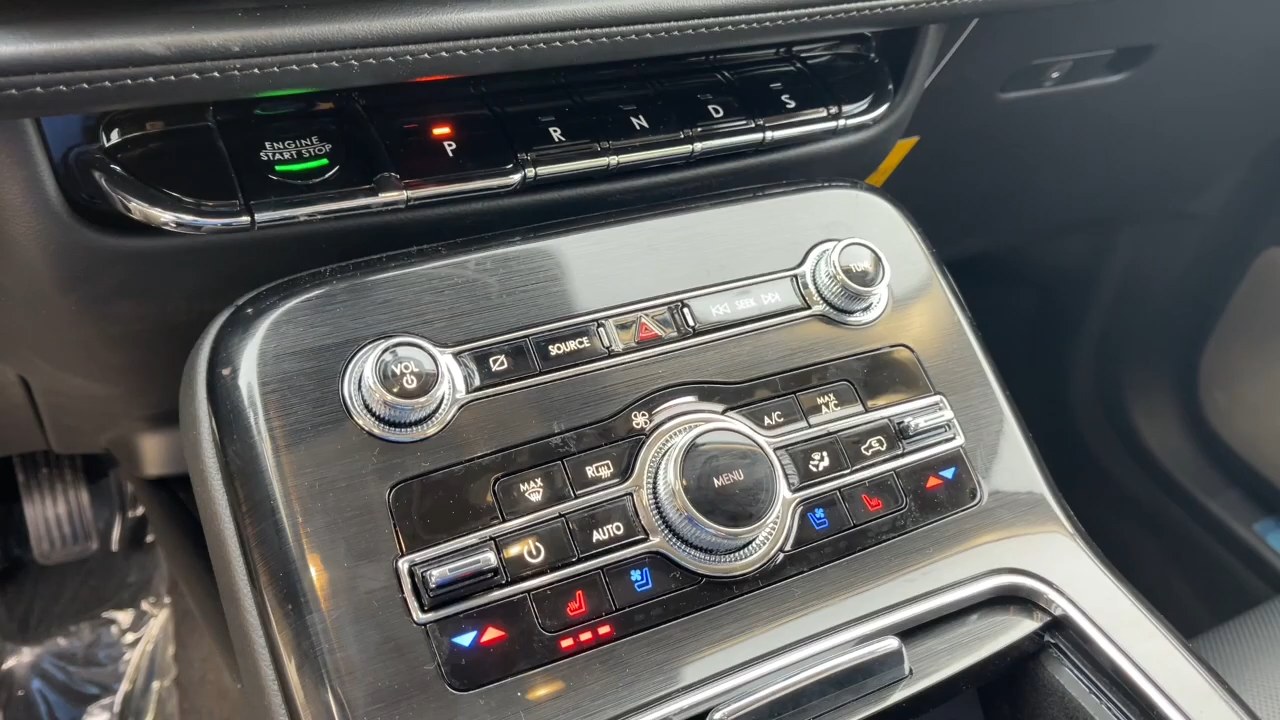 ENGINE
START STOP
P
R
N
D
S
VOL
SOURCE
SEEK
TUNE
MAX
R
AUTO
MENU
A/C
MAX
A/C